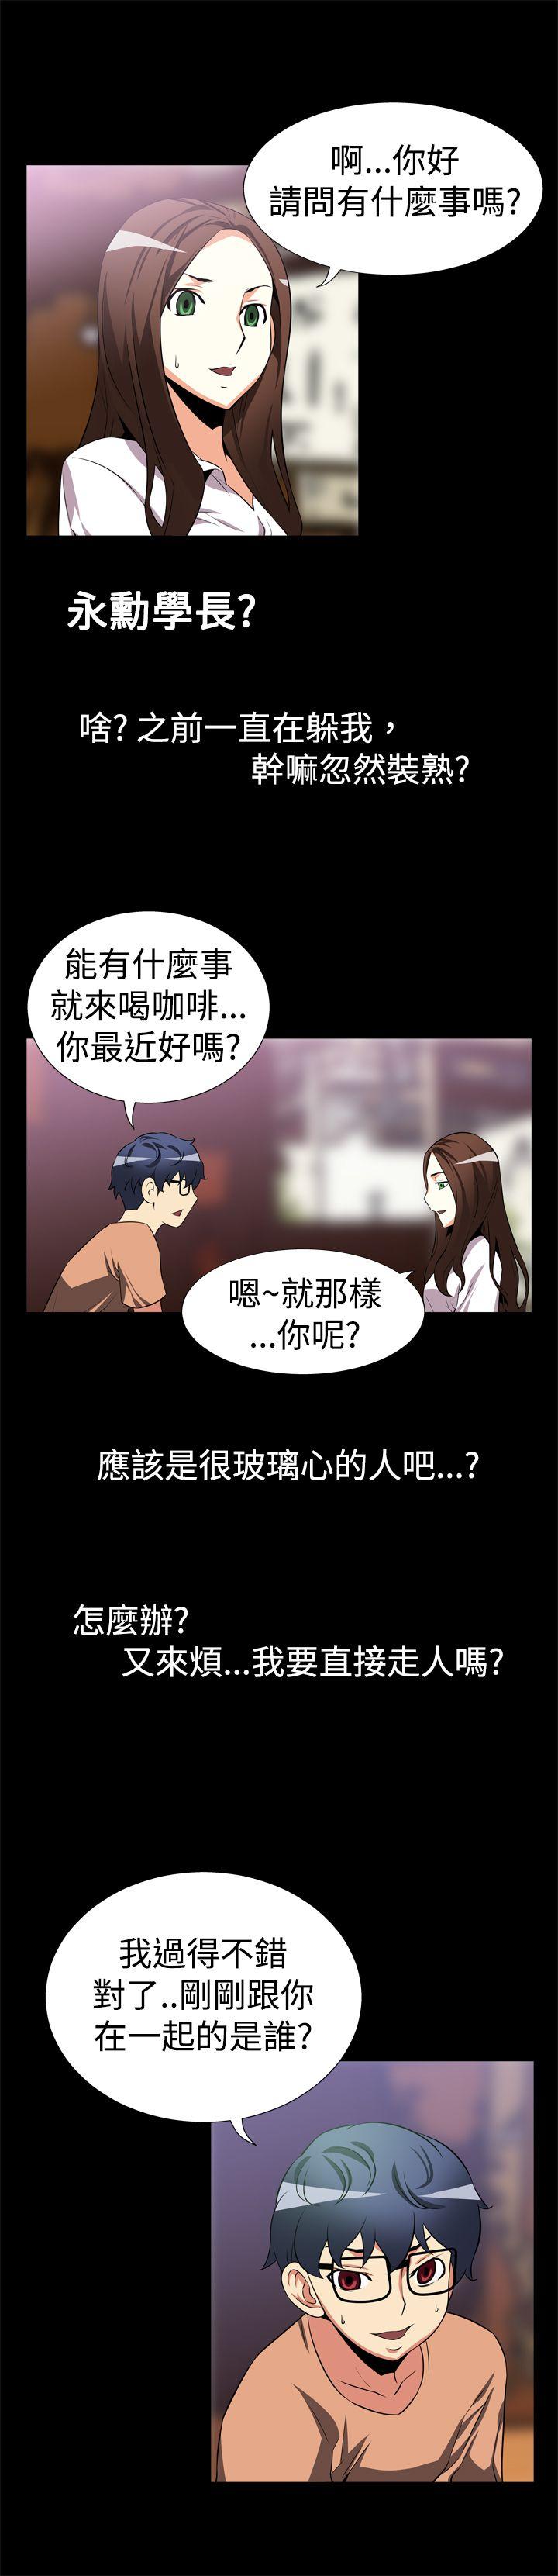 啊...你好
請問有什麼事嗎?
永勳學長?
啥? 之前一直在躲我，
幹嘛忽然裝熟?
能有什麼事
就來喝咖啡...
你最近好嗎?
嗯~就那樣
...你呢?
應該是很玻璃心的人吧...?
怎麼辦?
又來煩...我要直接走人嗎?
我過得不錯
對了..剛剛跟你
在一起的是誰?